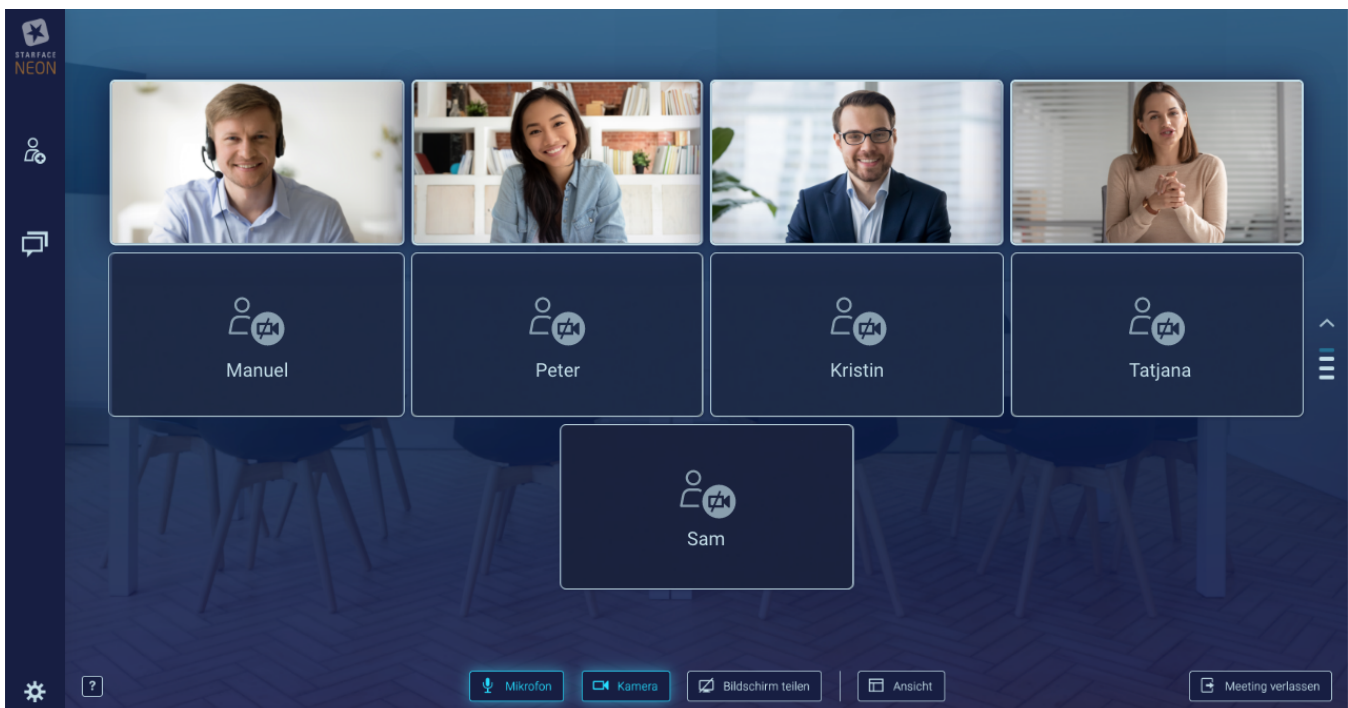 STARFACE
NEON
Manuel
Peter
Kristin
Tatjana
Sam
?
Mikrofon
Kamera
Bildschirm teilen
Ansicht
Meeting verlassen